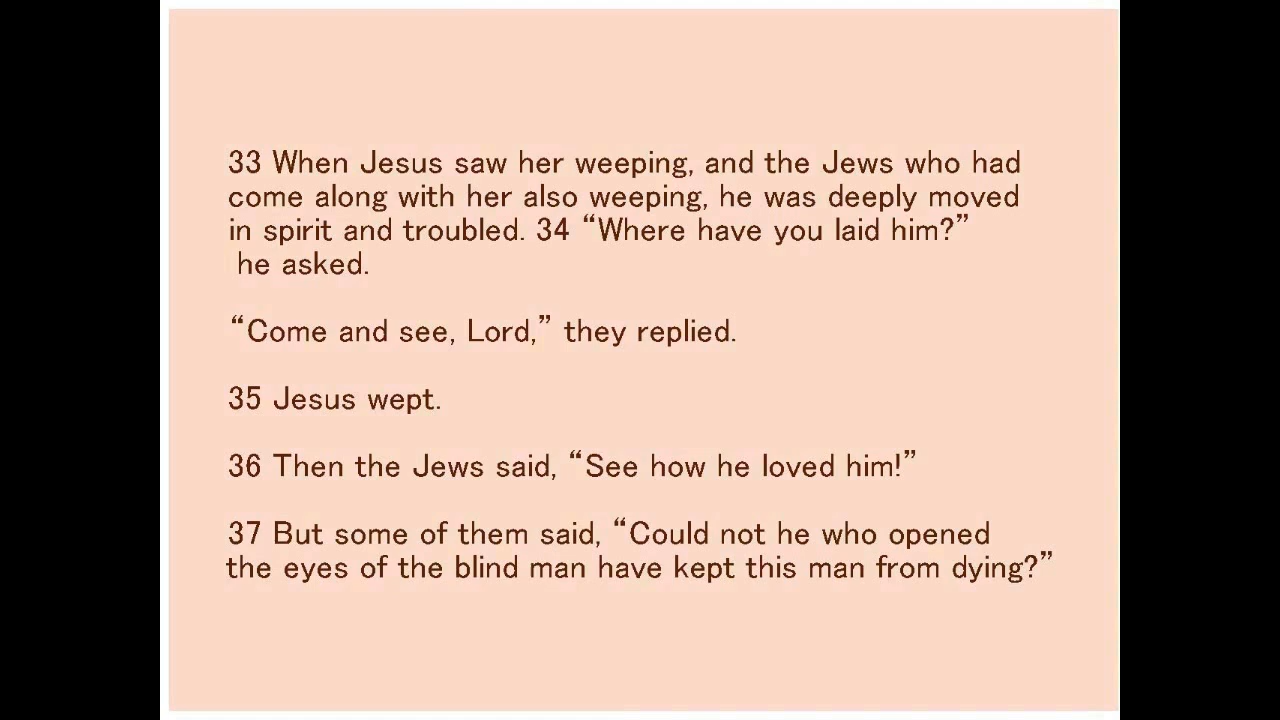 33 When Jesus saw her weeping, and the Jews who had
come along with her also weeping, he was deeply moved
in spirit and troubled. 34 “Where have you laid him?”
he asked.
“Come and see, Lord,” they replied.
35 Jesus wept.
36 Then the Jews said, “See how he loved him!”
37 But some of them said, “Could not he who opened
the eyes of the blind man have kept this man from dying?”